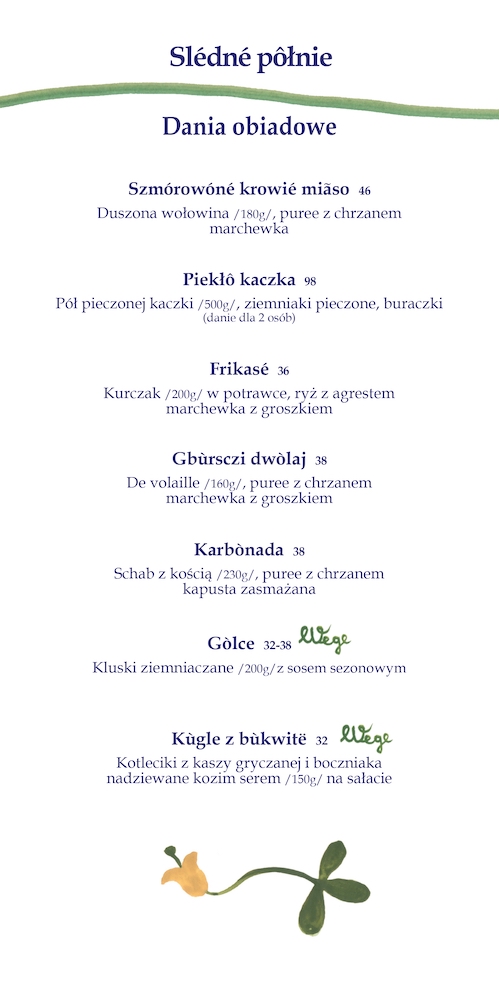 Slédné pôłnie
Dania obiadowe
Szmórowóné krowié miãso 46
Duszona wołowina /180g/, puree z chrzanem
marchewka
Piekłô kaczka 98
Pół pieczonej kaczki /500g/, ziemniaki pieczone, buraczki
(danie dla 2 osób)
Frikasé 36
Kurczak /200g/ w potrawce, ryż z agrestem
marchewka z groszkiem
Gbùrsczi dwòlaj 38
De volaille /160g/, puree z chrzanem
marchewka z groszkiem
Karbònada 38
Schab z kością /230g/, puree z chrzanem
kapusta zasmażana
Gòlce 32-38 Wege
Kluski ziemniaczane /200g/z sosem sezonowym
Kùgle z bùkwitë 32 Wege
Kotleciki z kaszy gryczanej i boczniaka
nadziewane kozim serem /150g/ na sałacie